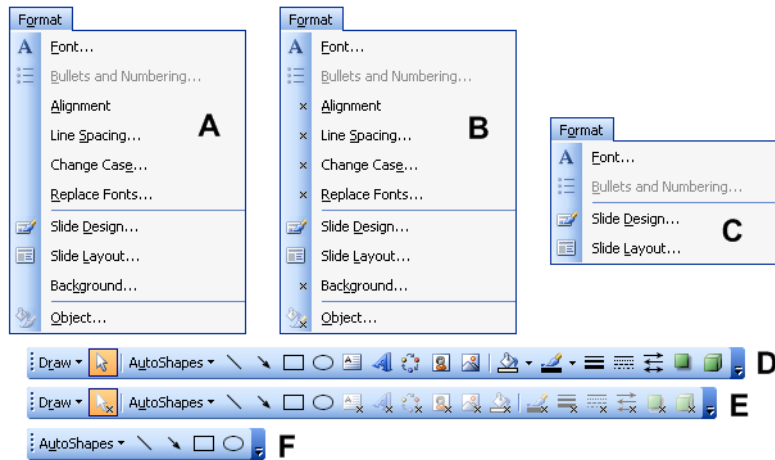 Format
Font...
Bullets and Numbering...
Alignment
Line Spacing...
Change Case...
Replace Fonts...
Slide Design...
Slide Layout...
Background...
Object...
A
Format
Font...
Bullets and Numbering...
Alignment
Line Spacing...
Change Case...
Replace Fonts...
Slide Design...
Slide Layout...
Background...
Object...
B
Format
Font...
Bullets and Numbering...
Slide Design...
Slide Layout...
C
Draw AutoShapes D
Draw AutoShapes E
AutoShapes F